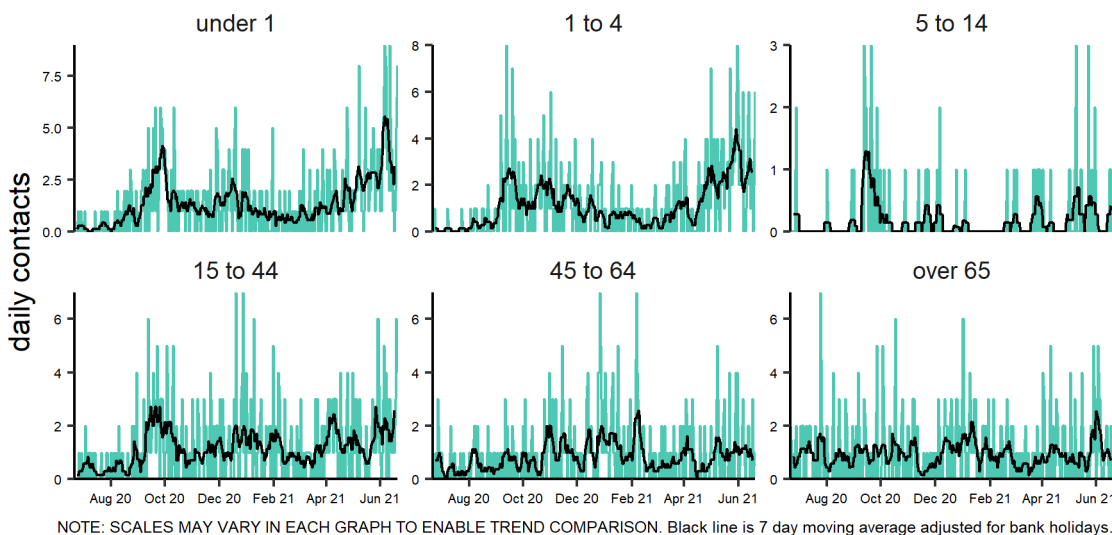 under 1
1 to 4
5 to 14
daily contacts
7.5
5.0
2.5
0.0
8
6
4
2
0
3
2
1
0
15 to 44
45 to 64
over 65
6
4
2
0
6
4
2
0
6
4
2
0
Aug 20 Oct 20 Dec 20 Feb 21 Apr 21 Jun 21
Aug 20 Oct 20 Dec 20 Feb 21 Apr 21 Jun 21
Aug 20 Oct 20 Dec 20 Feb 21 Apr 21 Jun 21
NOTE: SCALES MAY VARY IN EACH GRAPH TO ENABLE TREND COMPARISON. Black line is 7 day moving average adjusted for bank holidays.